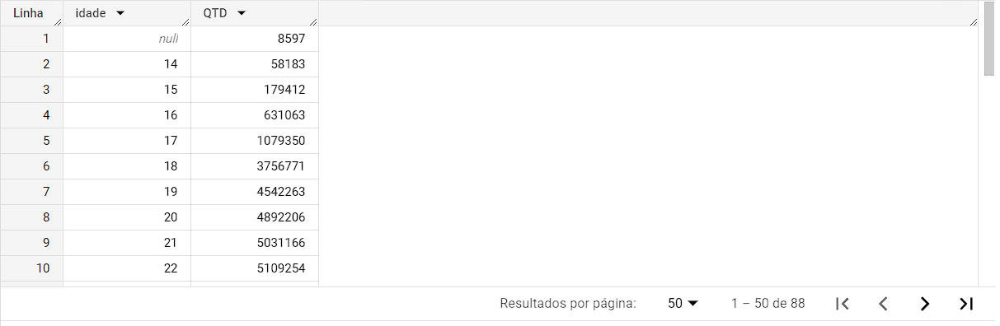 Linha idade QTD
1 null 8597
2 14 58183
3 15 179412
4 16 631063
5 17 1079350
6 18 3756771
7 19 4542263
8 20 4892206
9 21 5031166
10 22 5109254
Resultados por página: 50 1 – 50 de 88